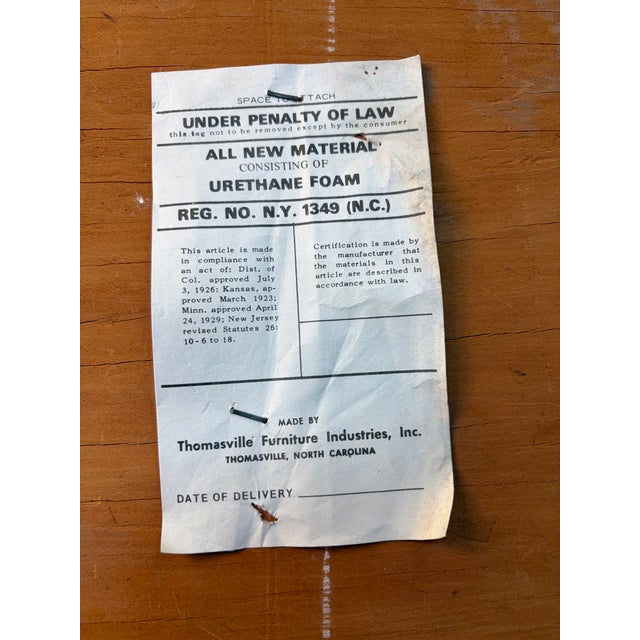 SPACE TO ATTACH
UNDER PENALTY OF LAW
this tag not to be removed except by the consumer
ALL NEW MATERIAL
CONSISTING OF
URETHANE FOAM
REG. NO. N.Y. 1349 (N.C.)
This article is made
in compliance with
an act of: Dist. of
Col. approved July
3, 1926: Kansas, ap-
proved March 1923;
Minn. approved April
24, 1929; New Jersey
revised Statutes 26:
10-6 to 18.
Certification is made by
the manufacturer that
the materials in this
article are described in
accordance with law.
MADE BY
Thomasville Furniture Industries, Inc.
THOMASVILLE, NORTH CAROLINA
DATE OF DELIVERY